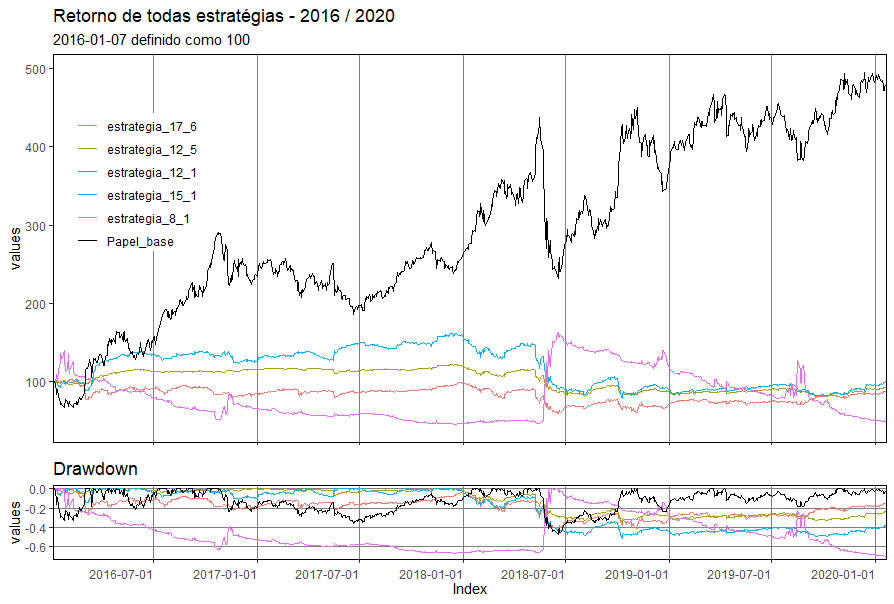 Retorno de todas estratégias - 2016 / 2020
2016-01-07 definido como 100
500
400
300
200
100
values
estrategia_17_6
estrategia_12_5
estrategia_12_1
estrategia_15_1
estrategia_8_1
Papel_base
Drawdown
0.0
-0.2
-0.4
-0.6
values
2016-07-01 2017-01-01 2017-07-01 2018-01-01 2018-07-01 2019-01-01 2019-07-01 2020-01-01
Index